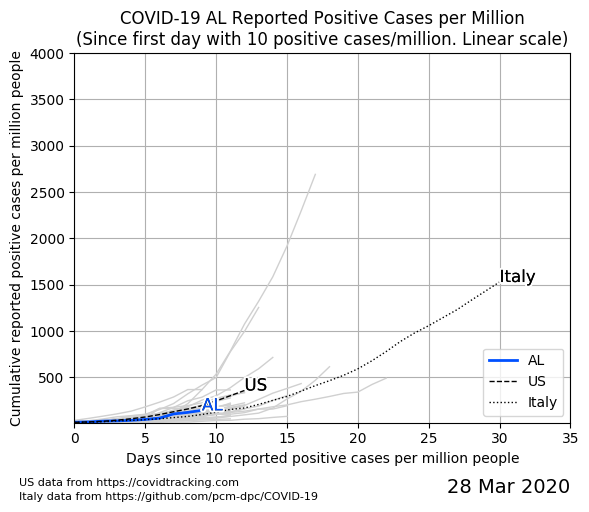 COVID-19 AL Reported Positive Cases per Million
(Since first day with 10 positive cases/million. Linear scale)
Cumulative reported positive cases per million people
4000
3500
3000
2500
2000
1500
1000
500
Italy
US
AL
AL
US
Italy
0 5 10 15 20 25 30 35
Days since 10 reported positive cases per million people
US data from https://covidtracking.com
Italy data from https://github.com/pcm-dpc/COVID-19
28 Mar 2020